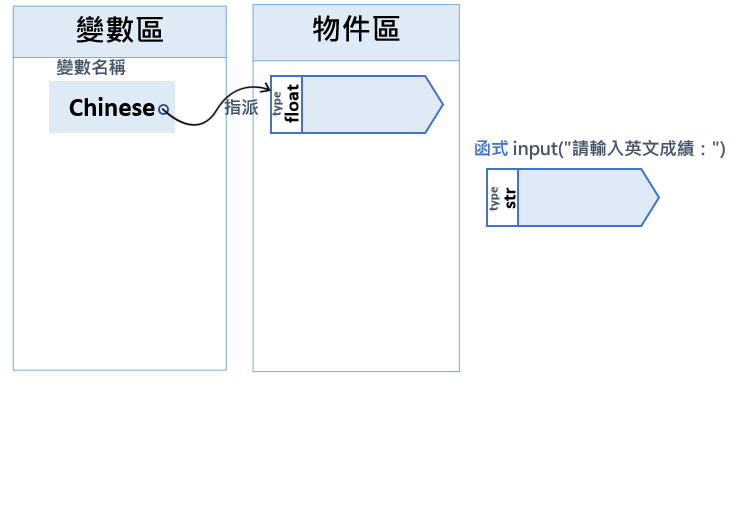 變數區
物件區
變數名稱
Chinese
指派
type
float
函式 input("請輸入英文成績：")
type
str